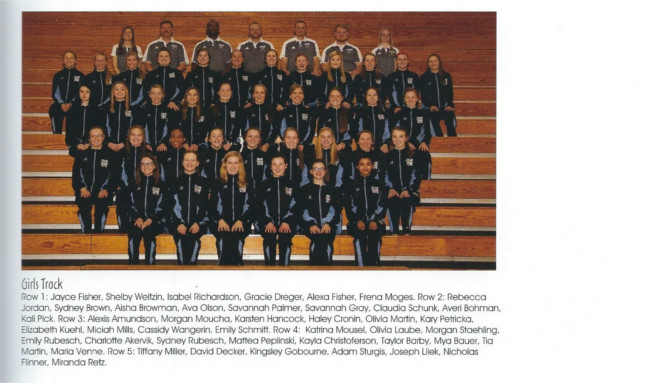 Girls Track
Row 1: Jayce Fisher, Shelby Weltzin, Isabel Richardson, Gracie Dreger, Alexa Fisher, Frena Moges. Row 2: Rebecca
Jordan, Sydney Brown, Aisha Browman, Ava Olson, Savannah Palmer, Savannah Gray, Claudia Schunk, Averi Bohman,
Kali Pick. Row 3: Alexis Amundson, Morgan Moucha, Karsten Hancock, Haley Cronin, Olivia Martin, Kary Petricka,
Elizabeth Kuehl, Miciah Mills, Cassidy Wangerin, Emily Schmitt. Row 4: Katrina Mousel, Olivia Laube, Morgan Staehling,
Emily Rubesch, Charlotte Akervik, Sydney Rubesch, Mattea Peplinski, Kayla Christoferson, Taylor Barby, Mya Bauer, Tia
Martin, Maria Venne. Row 5: Tiffany Miller, David Decker, Kingsley Gobourne, Adam Sturgis, Joseph Lilek, Nicholas
Flinner, Miranda Retz.